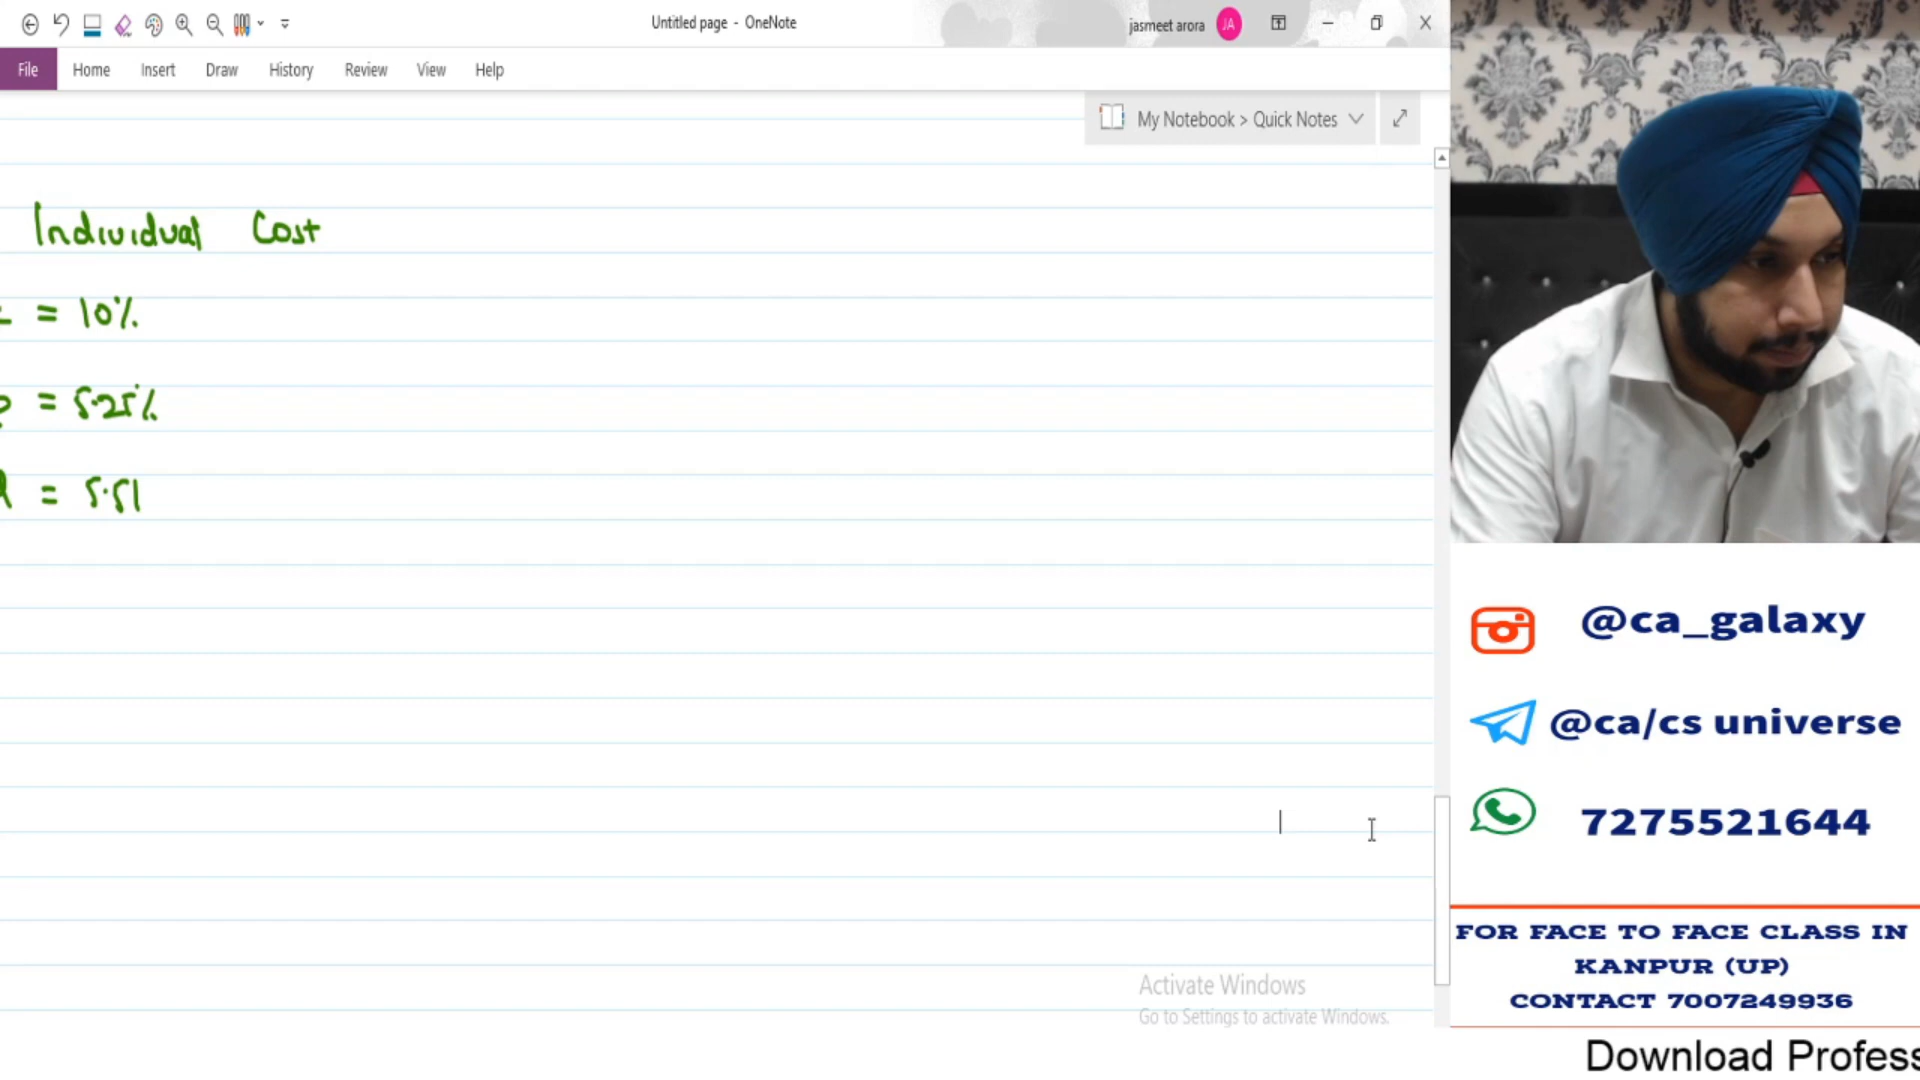 Untitled page - OneNote
jasmeet arora JA
File Home Insert Draw History Review View Help
My Notebook > Quick Notes
Individual Cost
= 10%
= 5.25%
= 5.51
Activate Windows
Go to Settings to activate Windows.
@ca_galaxy
@ca/cs universe
7275521644
FOR FACE TO FACE CLASS IN
KANPUR (UP)
CONTACT 7007249936
Download Profess